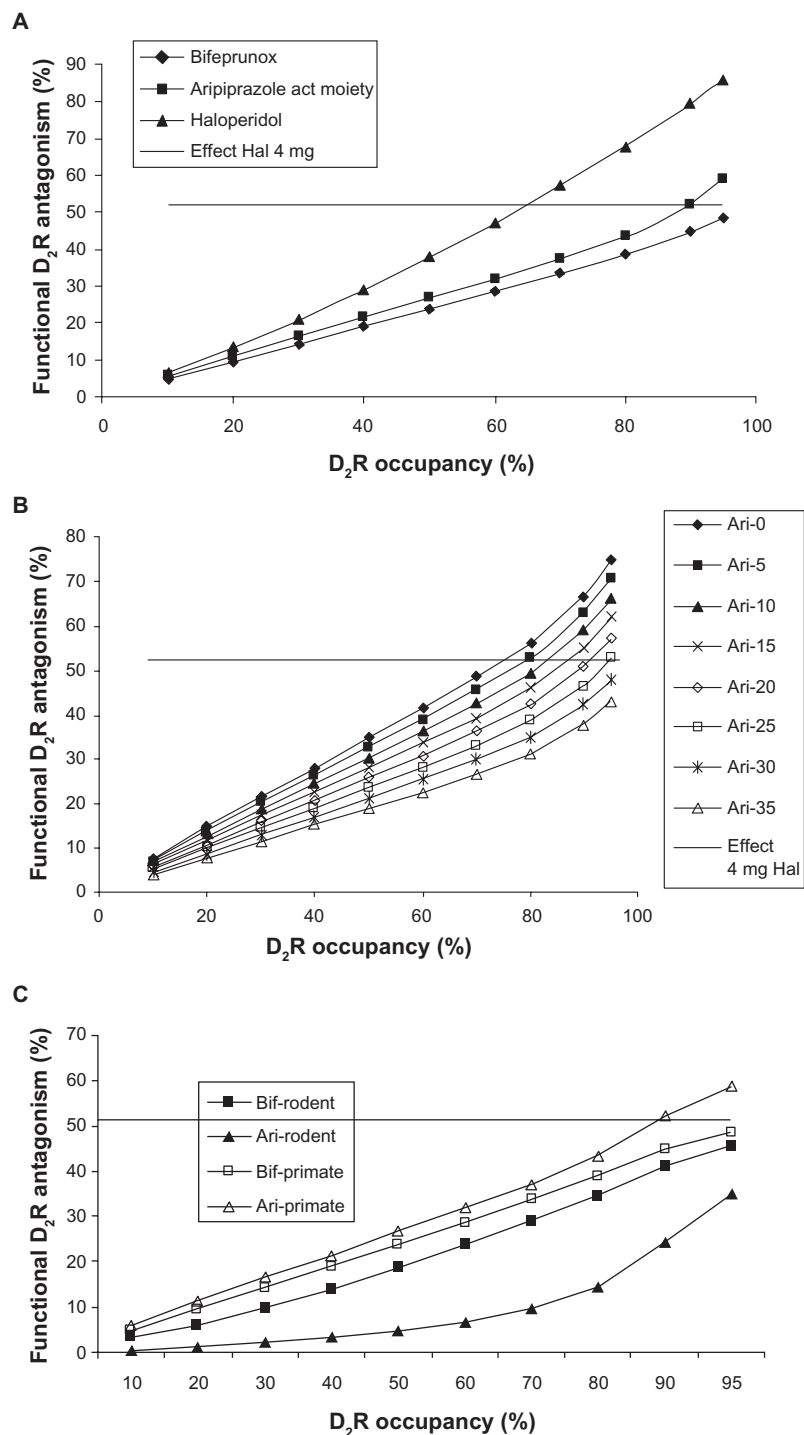 A
Bifeprunox
Aripiprazole act moiety
Haloperidol
Effect Hal 4 mg
Functional D₂R antagonism (%)
90
80
70
60
50
40
30
20
10
0
0 20 40 60 80 100
D₂R occupancy (%)
B
Functional D₂R antagonism (%)
80
70
60
50
40
30
20
10
0
0 20 40 60 80 100
D₂R occupancy (%)
Ari-0
Ari-5
Ari-10
Ari-15
Ari-20
Ari-25
Ari-30
Ari-35
Effect
4 mg Hal
C
Functional D₂R antagonism (%)
70
60
50
40
30
20
10
0
Bif-rodent
Ari-rodent
Bif-primate
Ari-primate
10 20 30 40 50 60 70 80 90 95
D₂R occupancy (%)